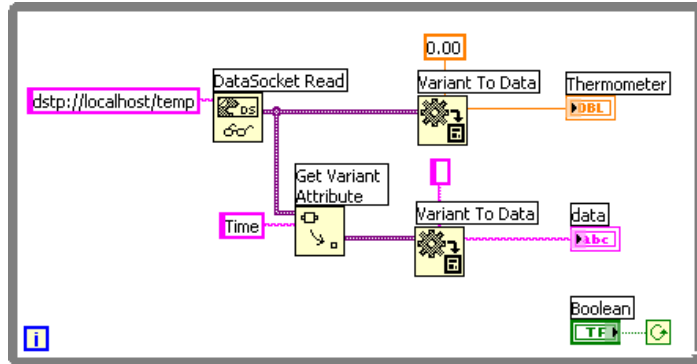 0.00
DataSocket Read
Variant To Data
Thermometer
dstp://localhost/temp
DS
DBL
Get Variant
Attribute
Time
Variant To Data
data
abc
Boolean
TF
i